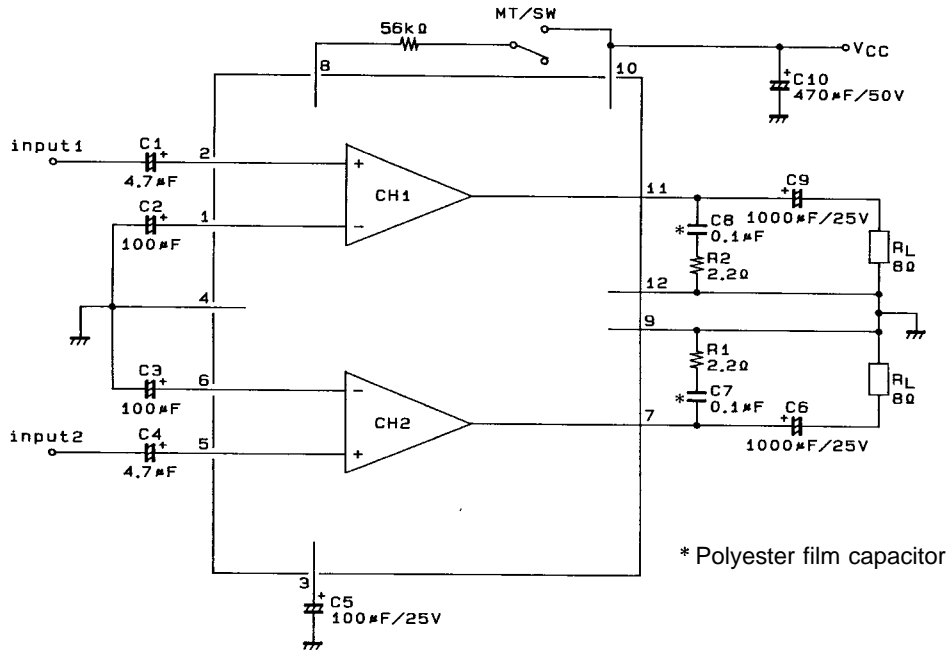 MT/SW
56kΩ
8
10
VCC
+
C10
470μF/50V
input1
C1
+
4.7μF
2
+
CH1
11
C9
+
1000μF/25V
C2
+
100μF
1
−
* C8
0.1μF
R2
2.2Ω
RL
8Ω
4
12
9
C3
+
100μF
6
−
CH2
R1
2.2Ω
* C7
0.1μF
RL
8Ω
7
C6
+
1000μF/25V
input2
C4
+
4.7μF
5
+
3
+
C5
100μF/25V
* Polyester film capacitor